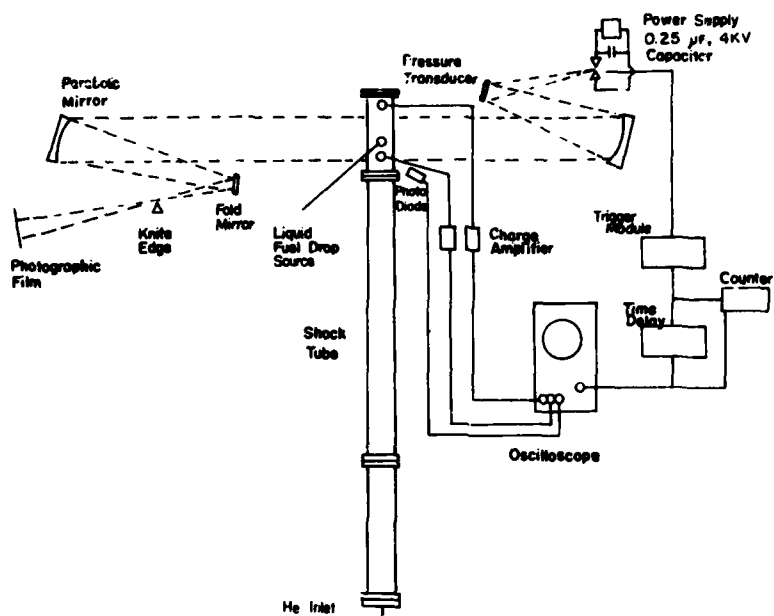 Power Supply
0.25 µF, 4KV
Capacitor
Pressure
Transducer
Parabolic
Mirror
Photo
Diode
Fold
Mirror
Knife
Edge
Liquid
Fuel Drop
Source
Photographic
Film
Charge
Amplifier
Trigger
Module
Counter
Time
Delay
Shock
Tube
Oscilloscope
He Inlet